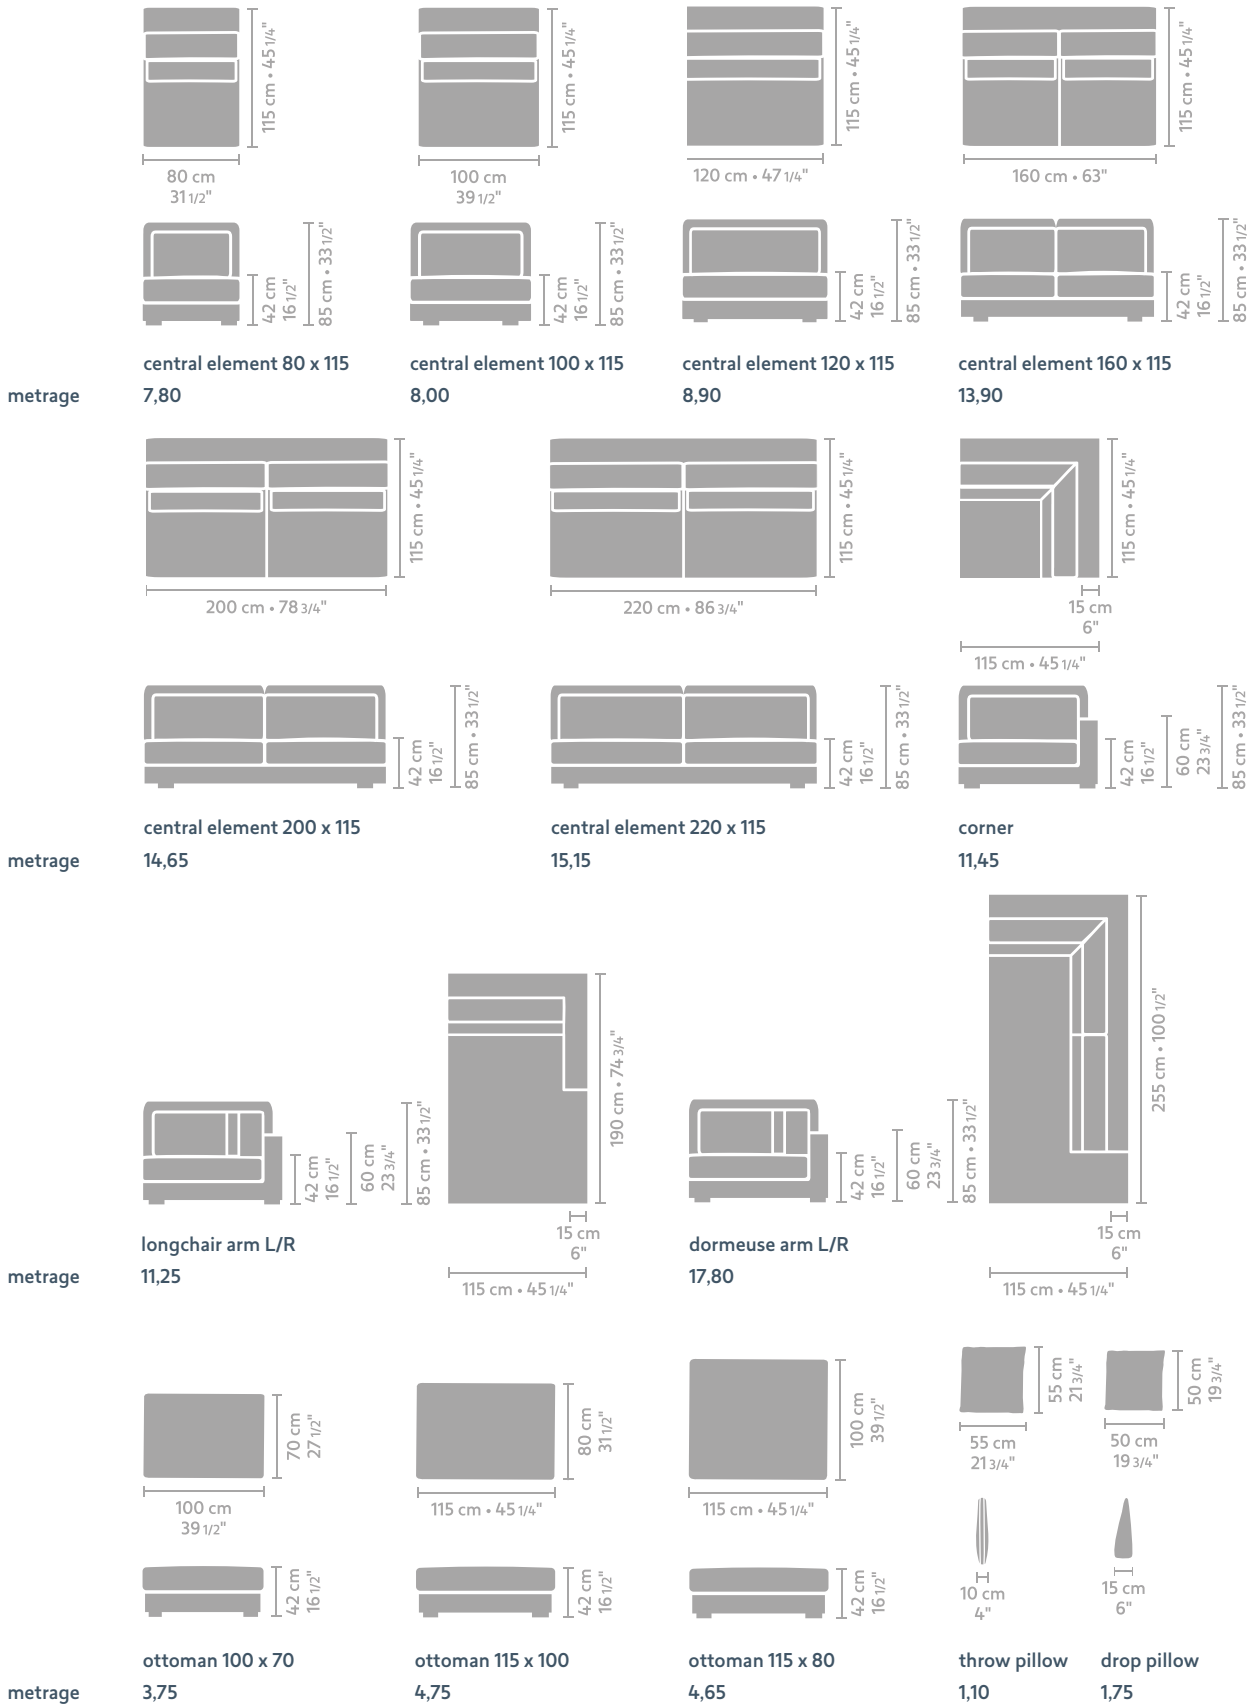 115 cm • 45 1/4"
80 cm
31 1/2"
115 cm • 45 1/4"
100 cm
39 1/2"
115 cm • 45 1/4"
120 cm • 47 1/4"
115 cm • 45 1/4"
160 cm • 63"
42 cm
16 1/2"
85 cm • 33 1/2"
42 cm
16 1/2"
85 cm • 33 1/2"
42 cm
16 1/2"
85 cm • 33 1/2"
42 cm
16 1/2"
85 cm • 33 1/2"
central element 80 x 115
central element 100 x 115
central element 120 x 115
central element 160 x 115
metrage
7,80
8,00
8,90
13,90
115 cm • 45 1/4"
200 cm • 78 3/4"
115 cm • 45 1/4"
220 cm • 86 3/4"
115 cm • 45 1/4"
15 cm
6"
115 cm • 45 1/4"
42 cm
16 1/2"
85 cm • 33 1/2"
42 cm
16 1/2"
85 cm • 33 1/2"
42 cm
16 1/2"
60 cm
23 3/4"
85 cm • 33 1/2"
central element 200 x 115
central element 220 x 115
corner
metrage
14,65
15,15
11,45
42 cm
16 1/2"
60 cm
23 3/4"
85 cm • 33 1/2"
190 cm • 74 3/4"
15 cm
6"
115 cm • 45 1/4"
42 cm
16 1/2"
60 cm
23 3/4"
85 cm • 33 1/2"
255 cm • 100 1/2"
15 cm
6"
115 cm • 45 1/4"
longchair arm L/R
dormeuse arm L/R
metrage
11,25
17,80
70 cm
27 1/2"
100 cm
39 1/2"
80 cm
31 1/2"
115 cm • 45 1/4"
100 cm
39 1/2"
115 cm • 45 1/4"
55 cm
21 3/4"
55 cm
21 3/4"
50 cm
19 3/4"
50 cm
19 3/4"
42 cm
16 1/2"
42 cm
16 1/2"
42 cm
16 1/2"
10 cm
4"
15 cm
6"
ottoman 100 x 70
ottoman 115 x 100
ottoman 115 x 80
throw pillow
drop pillow
metrage
3,75
4,75
4,65
1,10
1,75